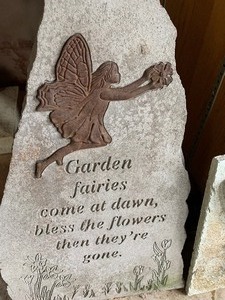 Garden
fairies
come at dawn,
bless the flowers
then they're
gone.